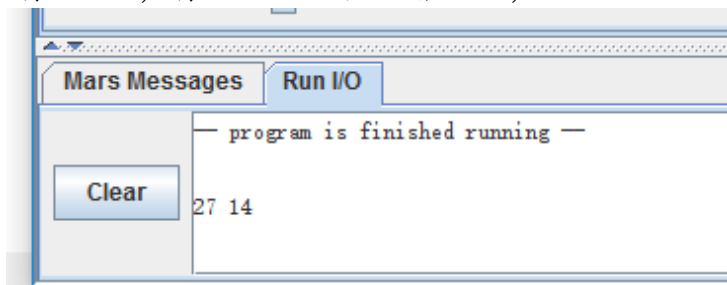 Mars Messages Run I/O
— program is finished running —
Clear
27 14